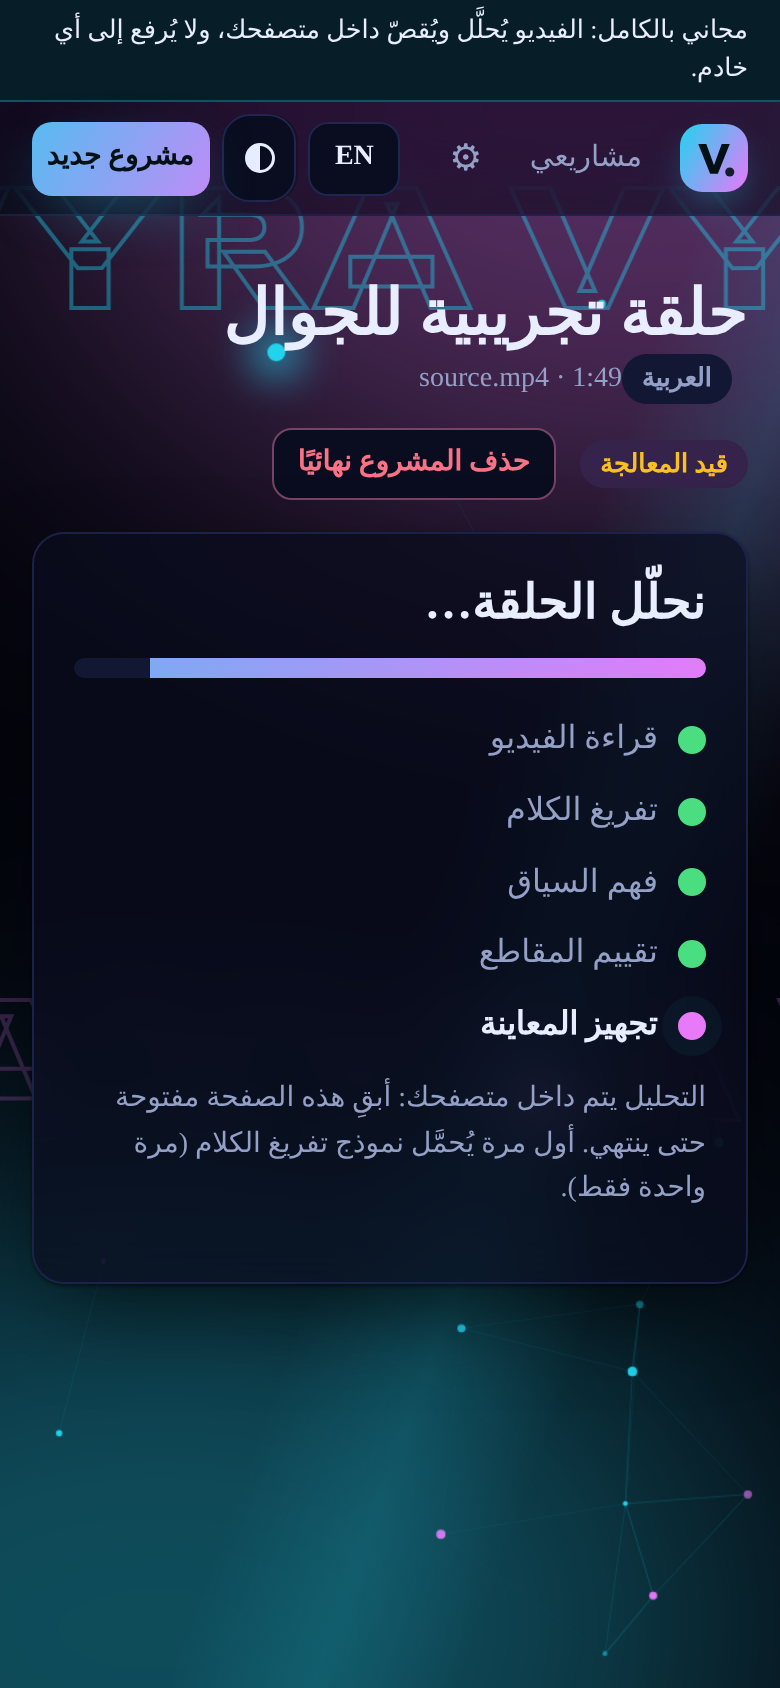 مجاني بالكامل: الفيديو يُحلَّل ويُقصّ داخل متصفحك، ولا يُرفع إلى أي
خادم.
V.
مشاريعي
⚙
EN
◐
مشروع جديد
YRA VY
حلقة تجريبية للجوال
العربية
source.mp4 · 1:49
قيد المعالجة
حذف المشروع نهائيًا
نحلّل الحلقة…
قراءة الفيديو
تفريغ الكلام
فهم السياق
تقييم المقاطع
تجهيز المعاينة
التحليل يتم داخل متصفحك: أبقِ هذه الصفحة مفتوحة
حتى ينتهي. أول مرة يُحمَّل نموذج تفريغ الكلام (مرة
واحدة فقط).
A